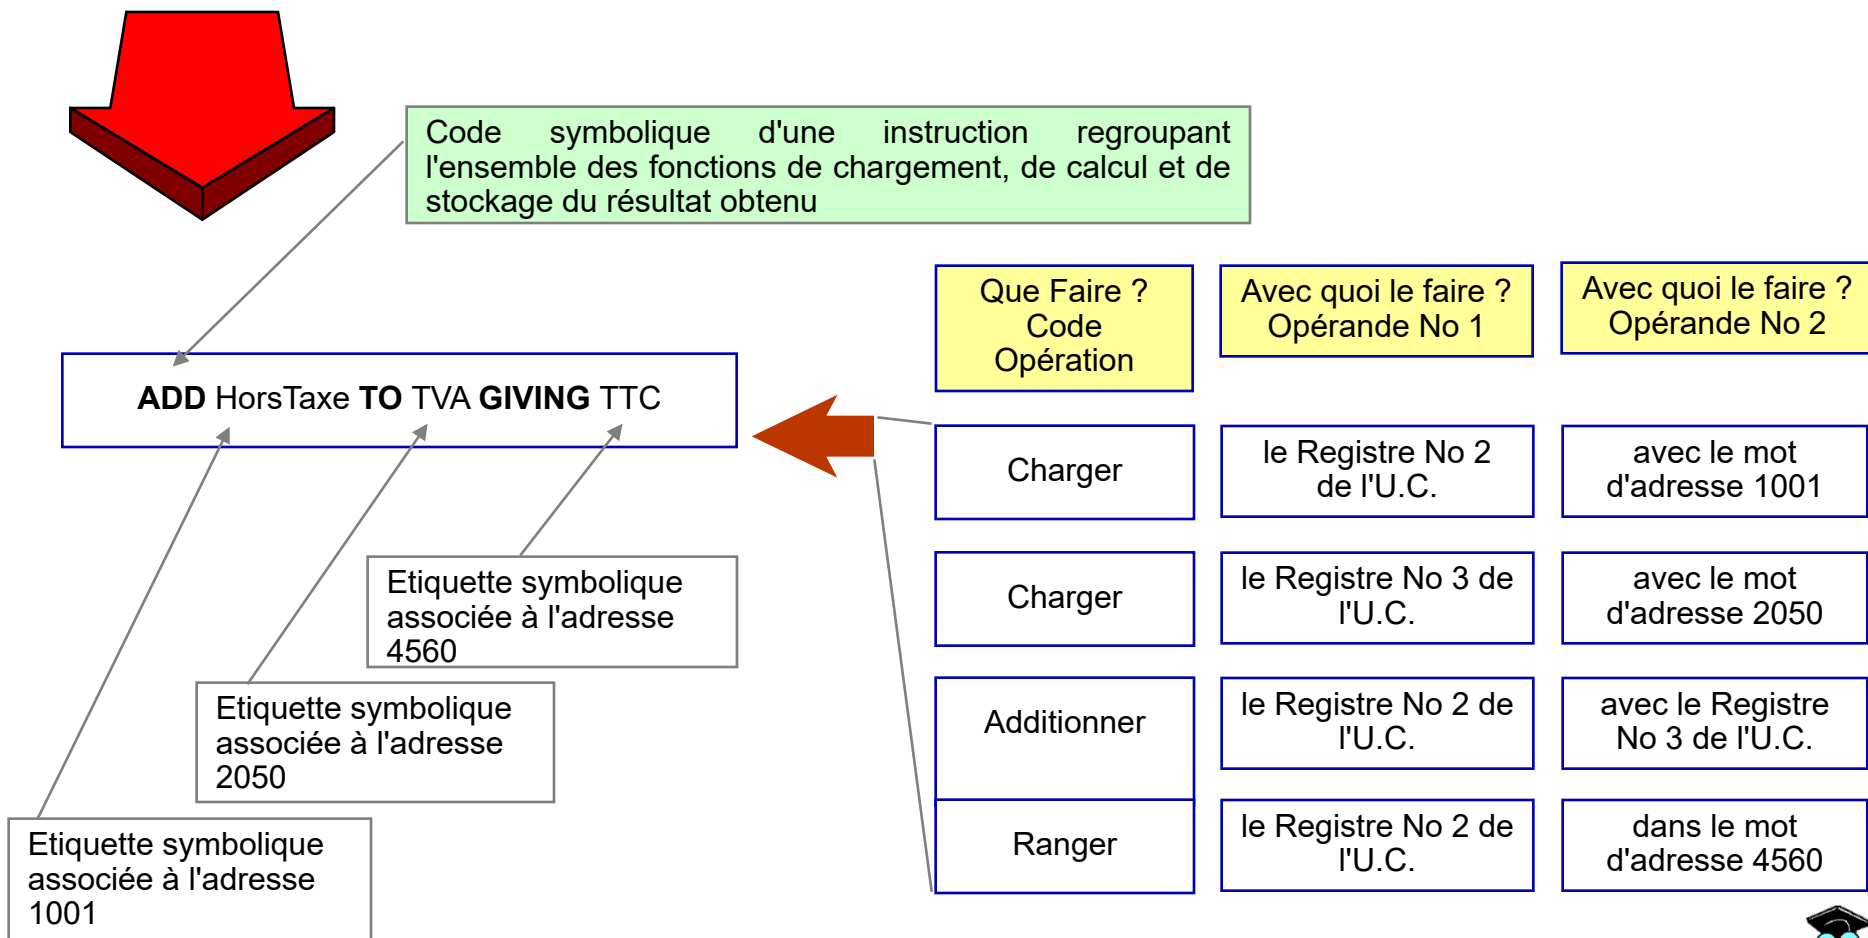 Code symbolique d'une instruction regroupant
l'ensemble des fonctions de chargement, de calcul et de
stockage du résultat obtenu
ADD HorsTaxe TO TVA GIVING TTC
Etiquette symbolique
associée à l'adresse
4560
Etiquette symbolique
associée à l'adresse
2050
Etiquette symbolique
associée à l'adresse
1001
Que Faire ?
Code
Opération
Avec quoi le faire ?
Opérande No 1
Avec quoi le faire ?
Opérande No 2
Charger
le Registre No 2
de l'U.C.
avec le mot
d'adresse 1001
Charger
le Registre No 3 de
l'U.C.
avec le mot
d'adresse 2050
Additionner
le Registre No 2 de
l'U.C.
avec le Registre
No 3 de l'U.C.
Ranger
le Registre No 2 de
l'U.C.
dans le mot
d'adresse 4560